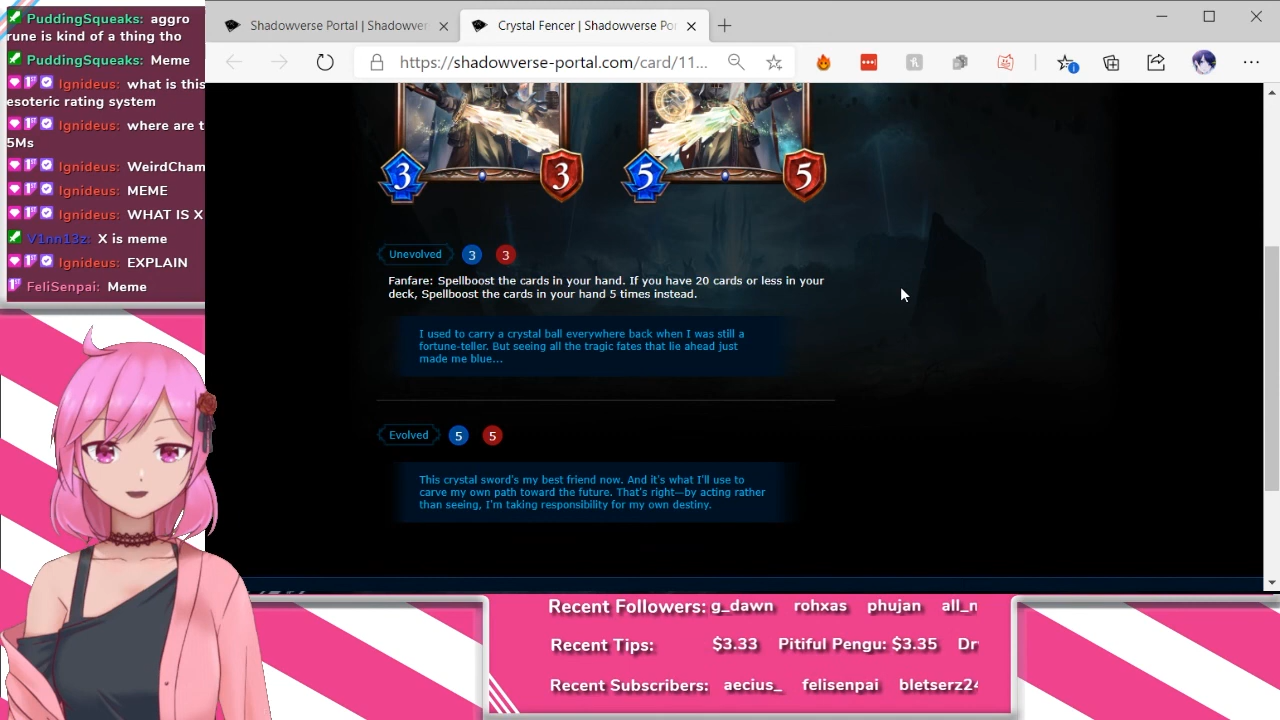 PuddingSqueaks: aggro
rune is kind of a thing tho
PuddingSqueaks: Meme
Ignideus: what is this
esoteric rating system
Ignideus: where are t
5Ms
Ignideus: WeirdCham
Ignideus: MEME
Ignideus: WHAT IS X
V1nn13z: X is meme
Ignideus: EXPLAIN
FeliSenpai: Meme
Shadowverse Portal | Shadowver
Crystal Fencer | Shadowverse Por
https://shadowverse-portal.com/card/11...
3 3 5 5
Unevolved 3 3
Fanfare: Spellboost the cards in your hand. If you have 20 cards or less in your
deck, Spellboost the cards in your hand 5 times instead.
I used to carry a crystal ball everywhere back when I was still a
fortune-teller. But seeing all the tragic fates that lie ahead just
made me blue...
Evolved 5 5
This crystal sword's my best friend now. And it's what I'll use to
carve my own path toward the future. That's right—by acting rather
than seeing, I'm taking responsibility for my own destiny.
Recent Followers: g_dawn rohxas phujan all_n
Recent Tips: $3.33 Pitiful Pengu: $3.35 Dr
Recent Subscribers: aecius_ felisenpai bletserz24